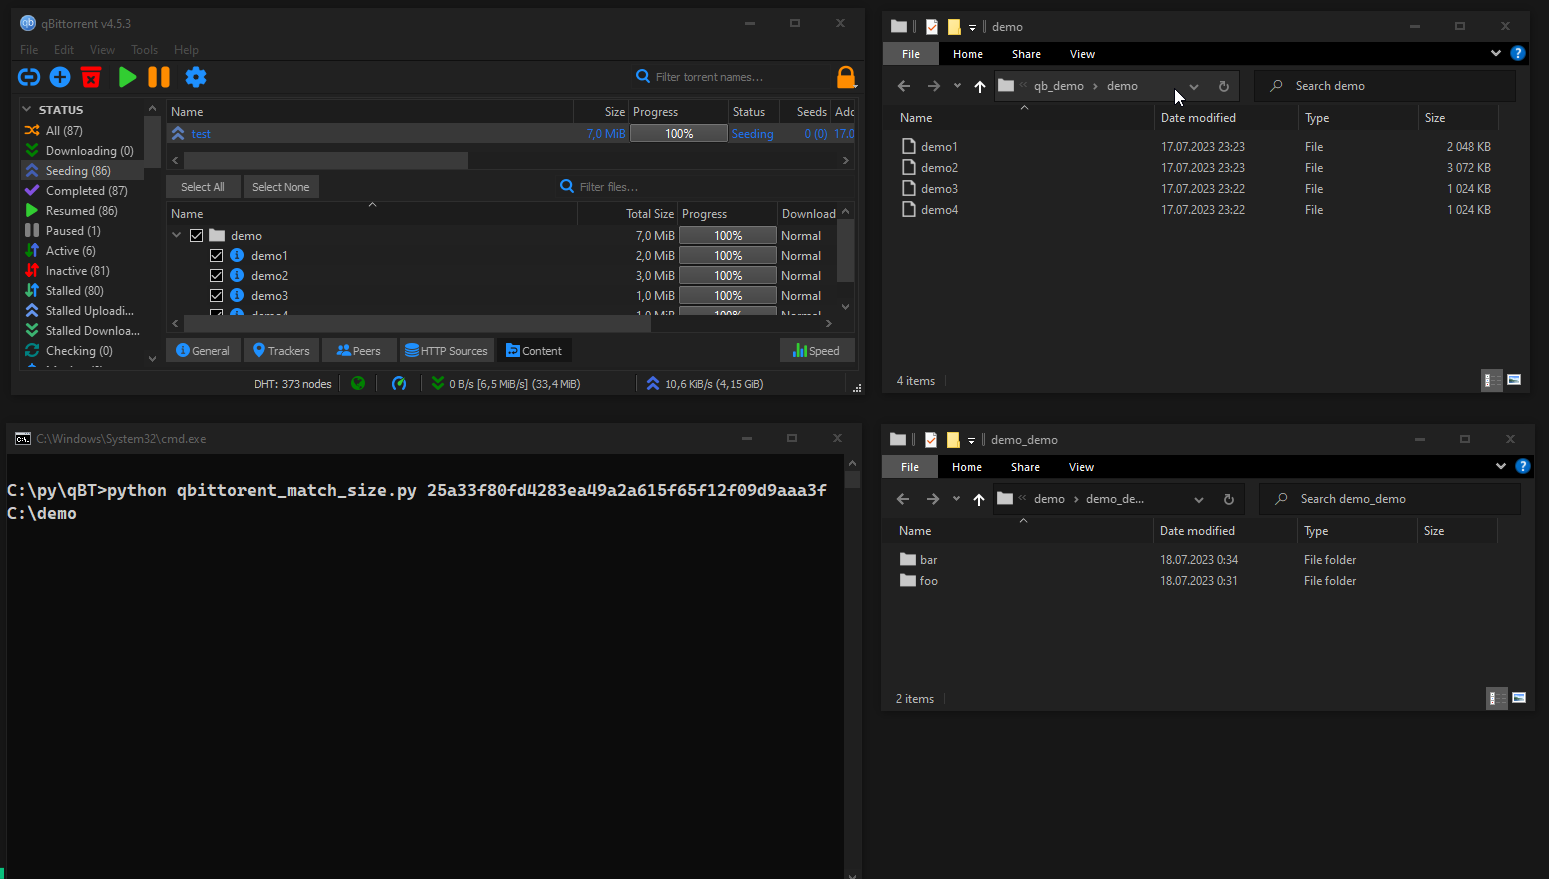 qBittorrent v4.5.3
File Edit View Tools Help
Filter torrent names...
STATUS
All (87)
Downloading (0)
Seeding (86)
Completed (87)
Resumed (86)
Paused (1)
Active (6)
Inactive (81)
Stalled (80)
Stalled Uploadi...
Stalled Downloa...
Checking (0)
Name Size Progress Status Seeds Adc
test 7,0 MiB 100% Seeding 0 (0) 17.0
Select All Select None Filter files...
Name Total Size Progress Download
demo 7,0 MiB 100% Normal
demo1 2,0 MiB 100% Normal
demo2 3,0 MiB 100% Normal
demo3 1,0 MiB 100% Normal
demo4 1,0 MiB 100% Normal
General Trackers Peers HTTP Sources Content Speed
DHT: 373 nodes 0 B/s [6,5 MiB/s] (33,4 MiB) 10,6 KiB/s (4,15 GiB)
demo
File Home Share View
« qb_demo › demo Search demo
Name Date modified Type Size
demo1 17.07.2023 23:23 File 2 048 KB
demo2 17.07.2023 23:23 File 3 072 KB
demo3 17.07.2023 23:22 File 1 024 KB
demo4 17.07.2023 23:22 File 1 024 KB
4 items
C:\Windows\System32\cmd.exe
C:\py\qBT>python qbittorent_match_size.py 25a33f80fd4283ea49a2a615f65f12f09d9aaa3f
C:\demo
demo_demo
File Home Share View
« demo › demo_de... Search demo_demo
Name Date modified Type Size
bar 18.07.2023 0:34 File folder
foo 18.07.2023 0:31 File folder
2 items